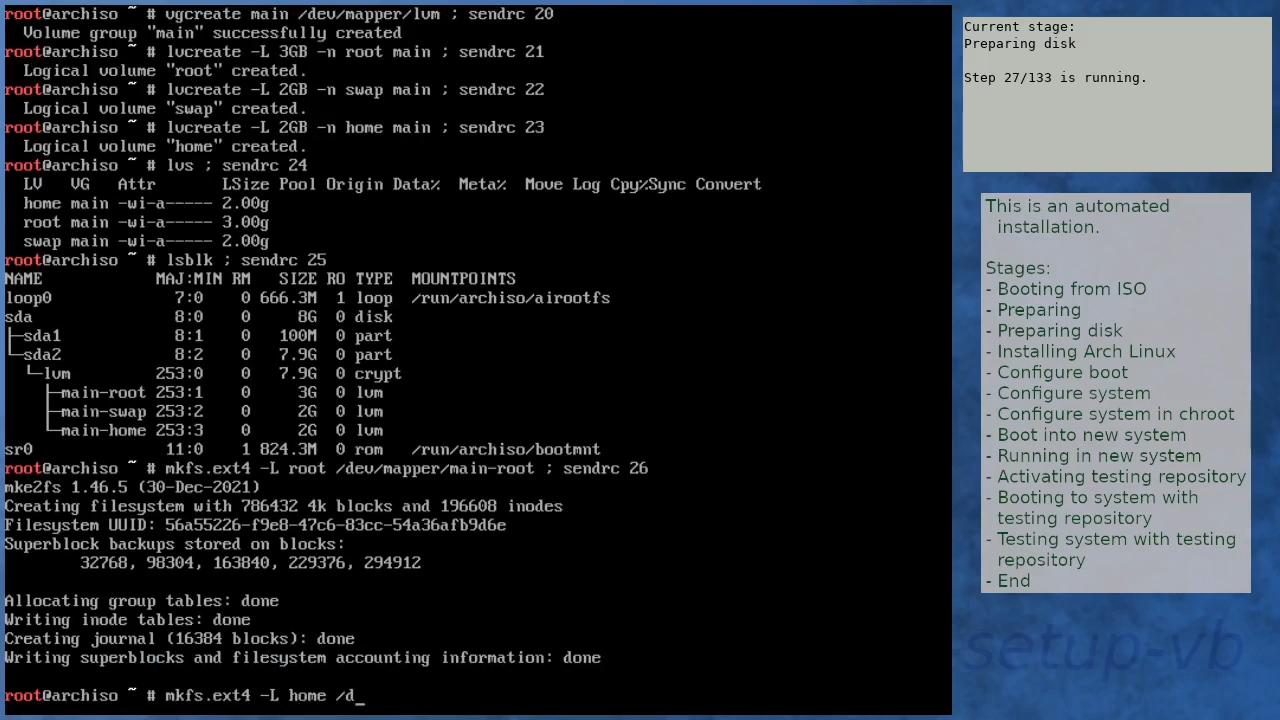 root@archiso ~ # vgcreate main /dev/mapper/lvm ; sendrc 20
  Volume group "main" successfully created
root@archiso ~ # lvcreate -L 3GB -n root main ; sendrc 21
  Logical volume "root" created.
root@archiso ~ # lvcreate -L 2GB -n swap main ; sendrc 22
  Logical volume "swap" created.
root@archiso ~ # lvcreate -L 2GB -n home main ; sendrc 23
  Logical volume "home" created.
root@archiso ~ # lvs ; sendrc 24
  LV   VG   Attr       LSize Pool Origin Data%  Meta%  Move Log Cpy%Sync Convert
  home main -wi-a----- 2.00g
  root main -wi-a----- 3.00g
  swap main -wi-a----- 2.00g
root@archiso ~ # lsblk ; sendrc 25
NAME            MAJ:MIN RM   SIZE RO TYPE  MOUNTPOINTS
loop0             7:0    0 666.3M  1 loop  /run/archiso/airootfs
sda               8:0    0     8G  0 disk
├─sda1            8:1    0   100M  0 part
└─sda2            8:2    0   7.9G  0 part
  └─lvm         253:0    0   7.9G  0 crypt
    ├─main-root 253:1    0     3G  0 lvm
    ├─main-swap 253:2    0     2G  0 lvm
    └─main-home 253:3    0     2G  0 lvm
sr0              11:0    1 824.3M  0 rom   /run/archiso/bootmnt
root@archiso ~ # mkfs.ext4 -L root /dev/mapper/main-root ; sendrc 26
mke2fs 1.46.5 (30-Dec-2021)
Creating filesystem with 786432 4k blocks and 196608 inodes
Filesystem UUID: 56a55226-f9e8-47c6-83cc-54a36afb9d6e
Superblock backups stored on blocks:
        32768, 98304, 163840, 229376, 294912

Allocating group tables: done
Writing inode tables: done
Creating journal (16384 blocks): done
Writing superblocks and filesystem accounting information: done

root@archiso ~ # mkfs.ext4 -L home /d_
Current stage:
Preparing disk

Step 27/133 is running.

This is an automated
installation.

Stages:
- Booting from ISO
- Preparing
- Preparing disk
- Installing Arch Linux
- Configure boot
- Configure system
- Configure system in chroot
- Boot into new system
- Running in new system
- Activating testing repository
- Booting to system with
testing repository
- Testing system with testing
repository
- End
setup-vb